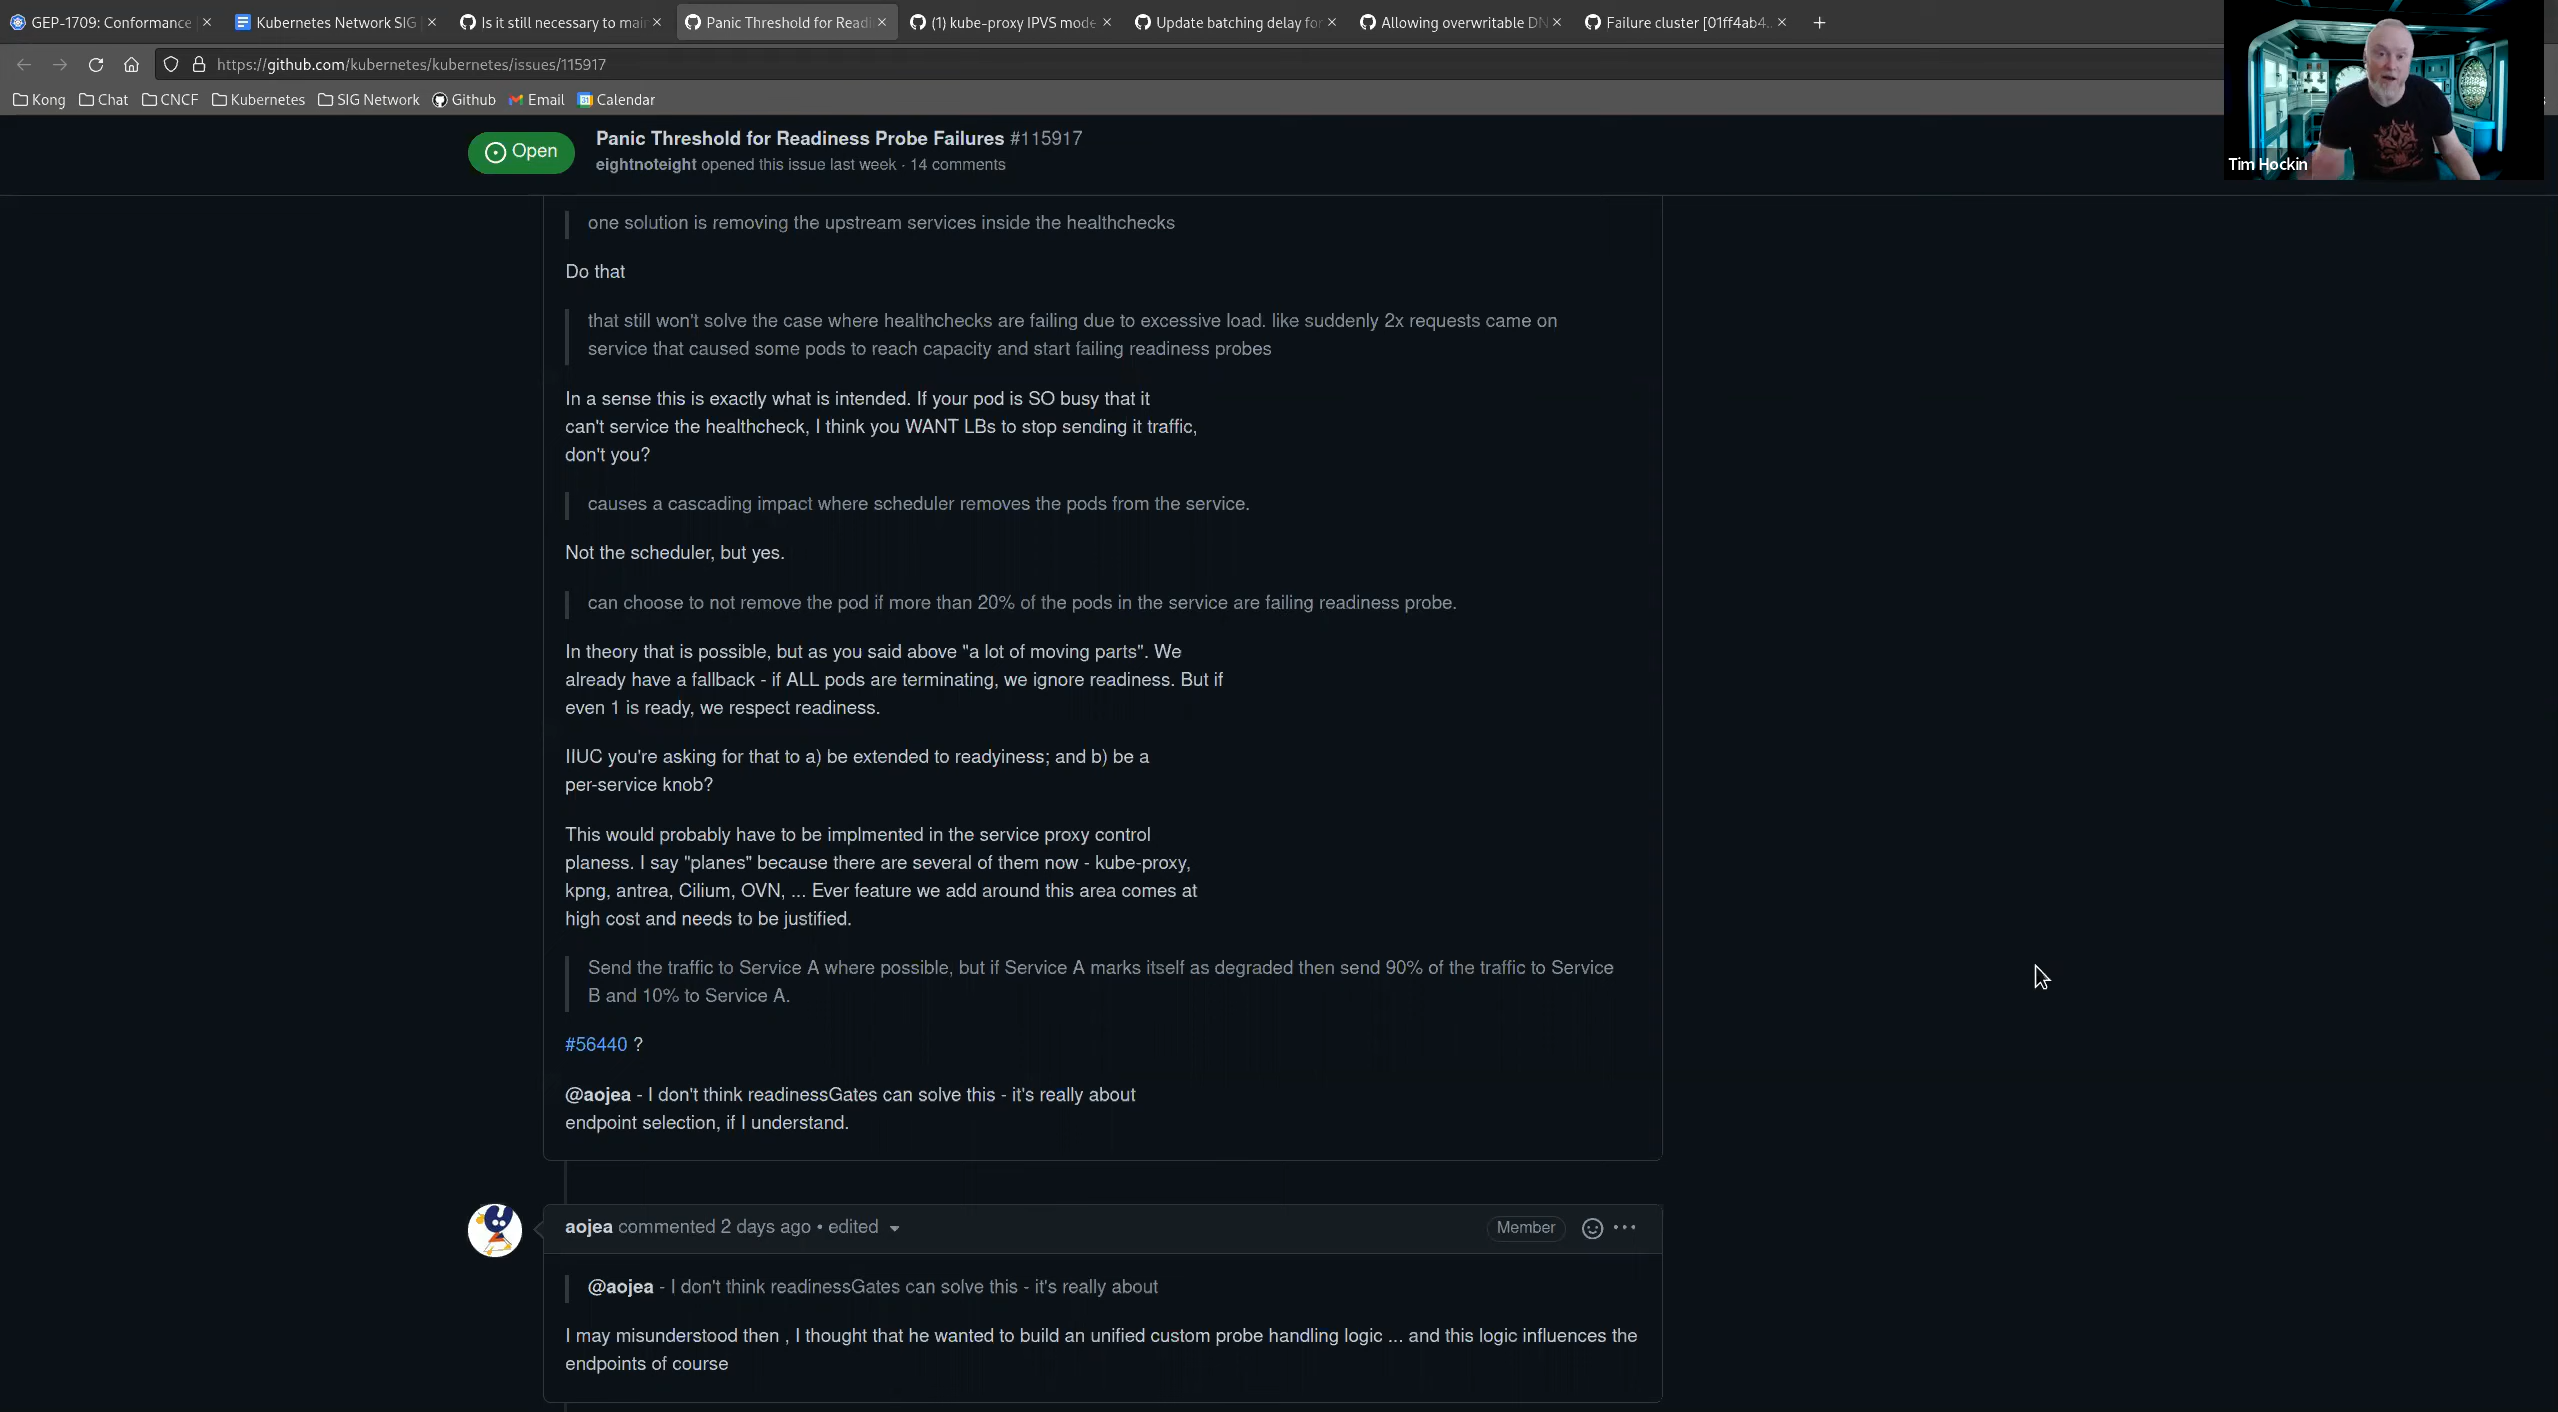 GEP-1709: Conformance
Kubernetes Network SIG
Is it still necessary to mai
Panic Threshold for Readi
(1) kube-proxy IPVS mode
Update batching delay for
Allowing overwritable DN
Failure cluster [01ff4ab4..
https://github.com/kubernetes/kubernetes/issues/115917
Kong
Chat
CNCF
Kubernetes
SIG Network
Github
Email
Calendar
Tim Hockin
Open
Panic Threshold for Readiness Probe Failures #115917
eightnoteight opened this issue last week · 14 comments
one solution is removing the upstream services inside the healthchecks
Do that
that still won't solve the case where healthchecks are failing due to excessive load. like suddenly 2x requests came on
service that caused some pods to reach capacity and start failing readiness probes
In a sense this is exactly what is intended. If your pod is SO busy that it
can't service the healthcheck, I think you WANT LBs to stop sending it traffic,
don't you?
causes a cascading impact where scheduler removes the pods from the service.
Not the scheduler, but yes.
can choose to not remove the pod if more than 20% of the pods in the service are failing readiness probe.
In theory that is possible, but as you said above "a lot of moving parts". We
already have a fallback - if ALL pods are terminating, we ignore readiness. But if
even 1 is ready, we respect readiness.
IIUC you're asking for that to a) be extended to readyiness; and b) be a
per-service knob?
This would probably have to be implmented in the service proxy control
planess. I say "planes" because there are several of them now - kube-proxy,
kpng, antrea, Cilium, OVN, ... Ever feature we add around this area comes at
high cost and needs to be justified.
Send the traffic to Service A where possible, but if Service A marks itself as degraded then send 90% of the traffic to Service
B and 10% to Service A.
#56440 ?
@aojea - I don't think readinessGates can solve this - it's really about
endpoint selection, if I understand.
aojea commented 2 days ago • edited
Member
@aojea - I don't think readinessGates can solve this - it's really about
I may misunderstood then , I thought that he wanted to build an unified custom probe handling logic ... and this logic influences the
endpoints of course